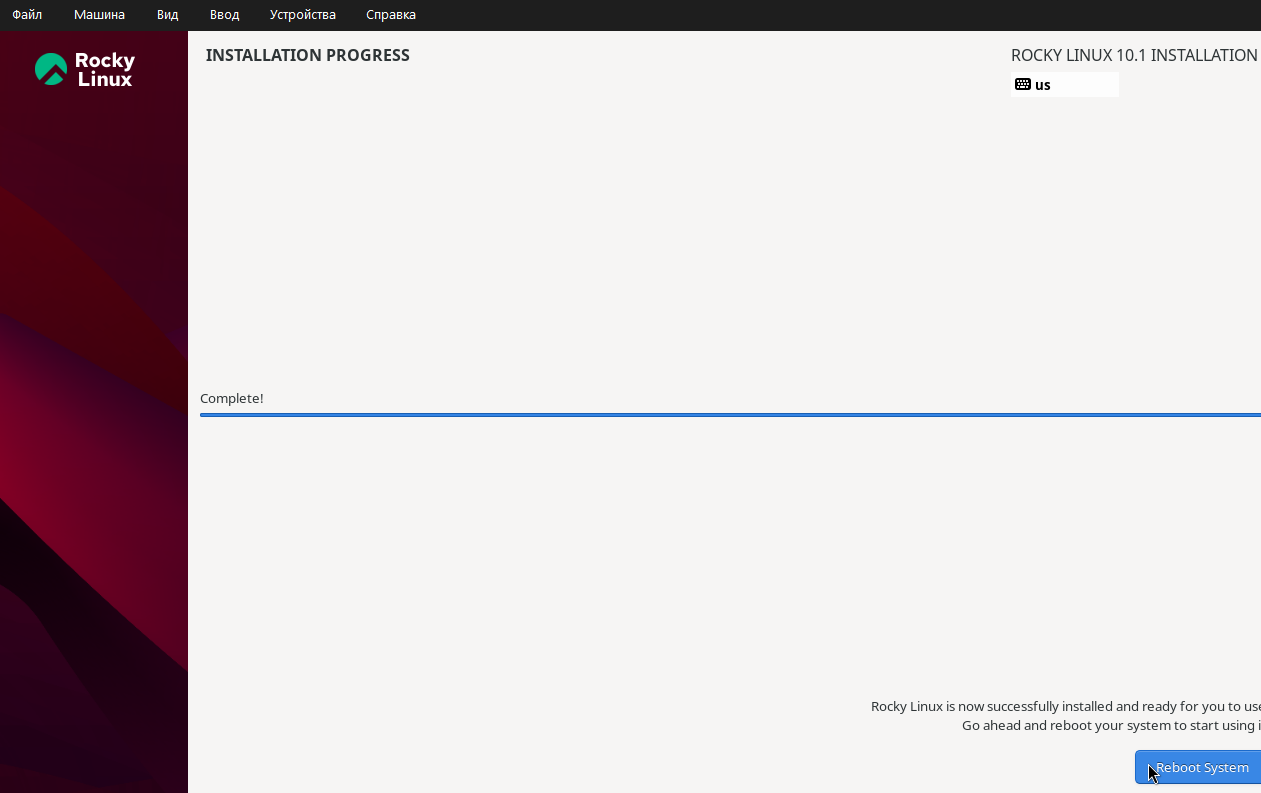 Файл Машина Вид Ввод Устройства Справка
Rocky
Linux
INSTALLATION PROGRESS
ROCKY LINUX 10.1 INSTALLATION
us
Complete!
Rocky Linux is now successfully installed and ready for you to use
Go ahead and reboot your system to start using i
Reboot System